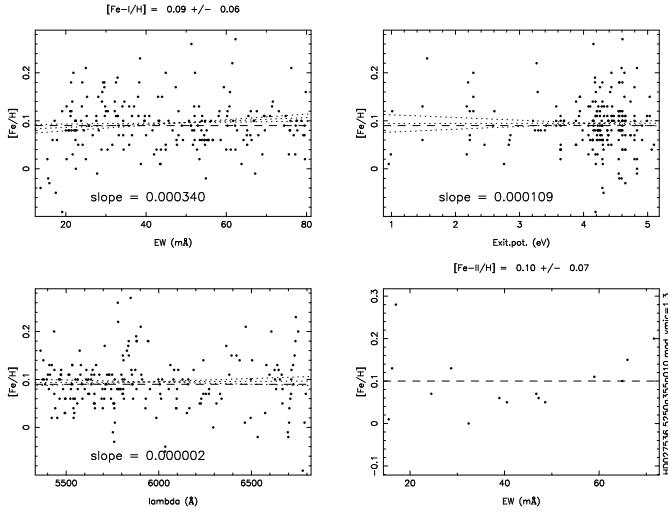 [Fe-I/H] = 0.09 +/- 0.06
[Fe/H]
0.2
0.1
0
slope = 0.000340
20 40 60 80
EW (mÅ)
[Fe/H]
0.2
0.1
0
slope = 0.000109
1 2 3 4 5
Exit.pot. (eV)
[Fe/H]
0.2
0.1
0
slope = 0.000002
5500 6000 6500
lambda (Å)
[Fe-II/H] = 0.10 +/- 0.07
[Fe/H]
0.3
0.2
0.1
0
-0.1
20 40 60
EW (mÅ)